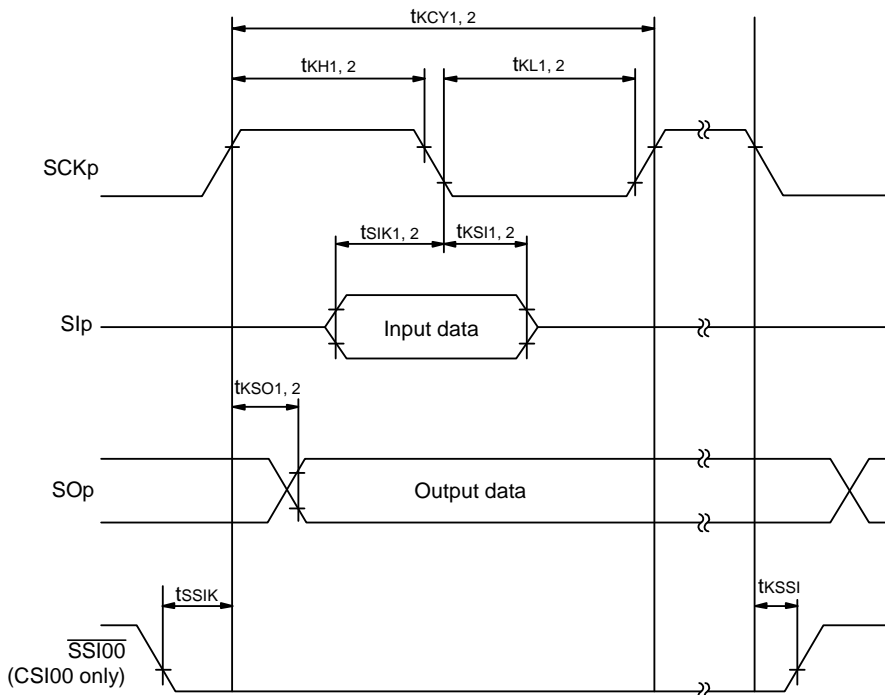 tKCY1, 2
tKH1, 2
tKL1, 2
SCKp
tSIK1, 2
tKSI1, 2
SIp
Input data
tKSO1, 2
SOp
Output data
tSSIK
tKSSI
SSI00
(CSI00 only)